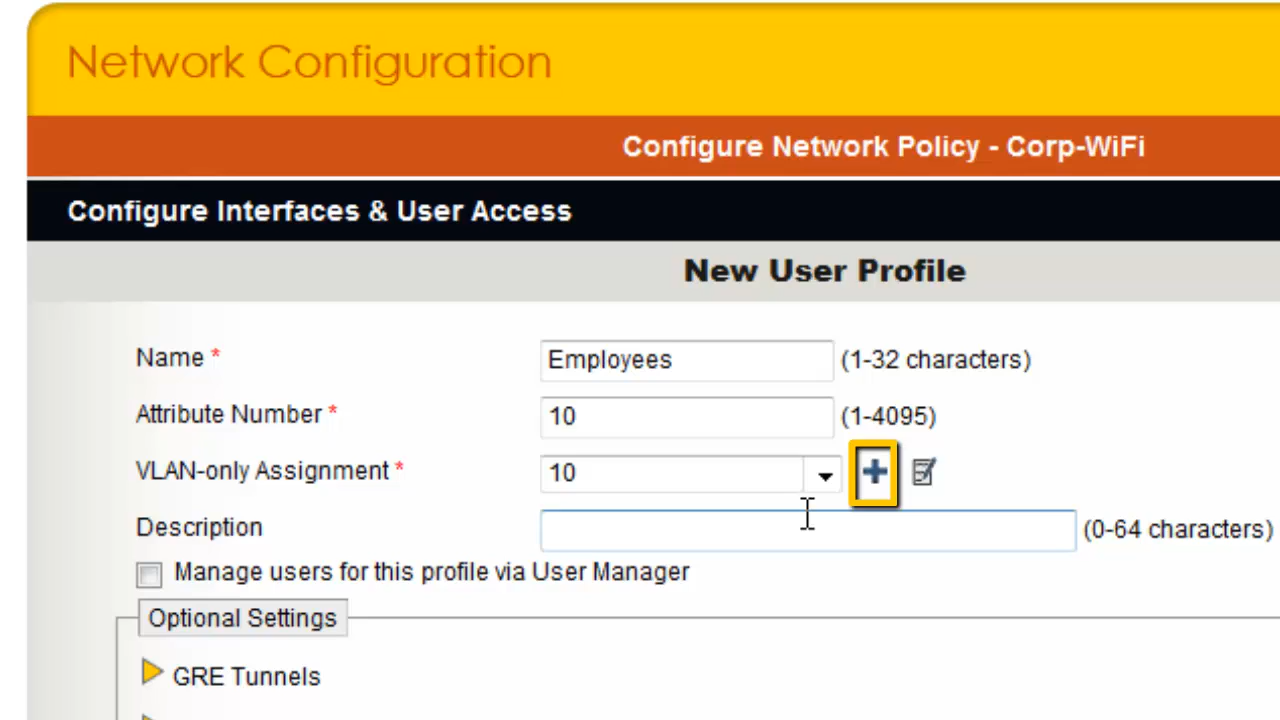 Network Configuration
Configure Network Policy - Corp-WiFi
Configure Interfaces & User Access
New User Profile
Name * Employees (1-32 characters)
Attribute Number * 10 (1-4095)
VLAN-only Assignment * 10
Description (0-64 characters)
Manage users for this profile via User Manager
Optional Settings
GRE Tunnels